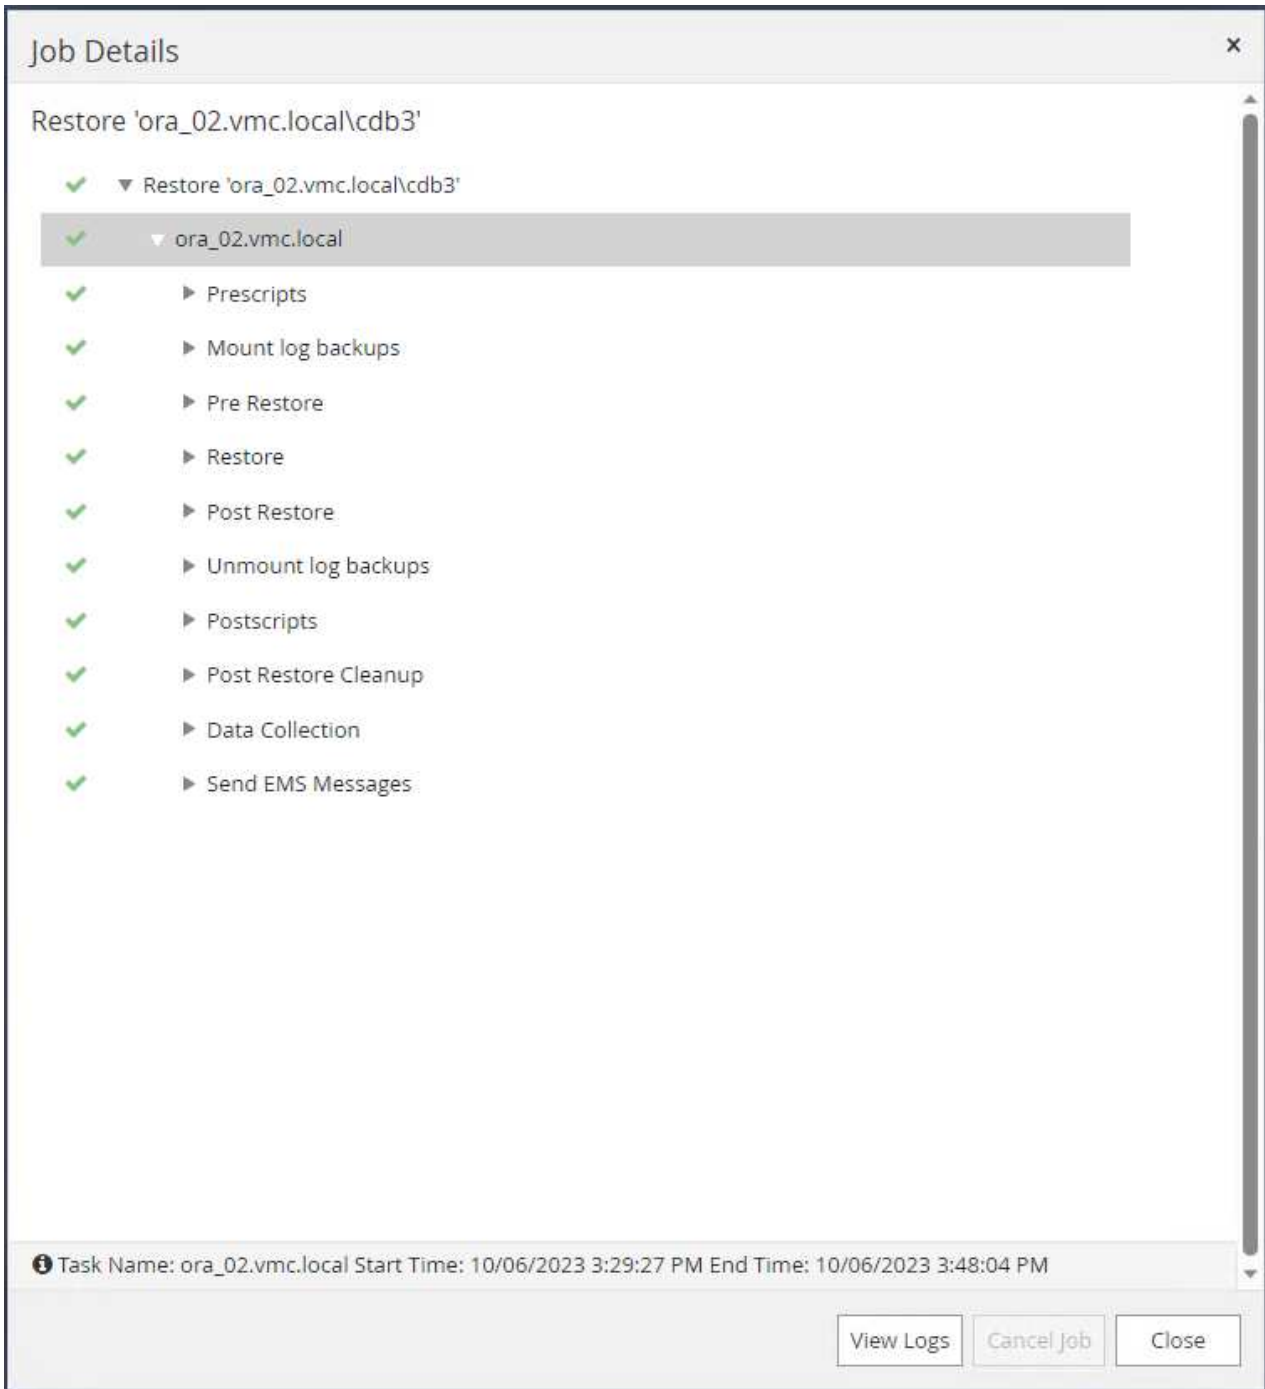 Job Details
×
Restore 'ora_02.vmc.local\cdb3'
Restore 'ora_02.vmc.local\cdb3'
ora_02.vmc.local
Prescripts
Mount log backups
Pre Restore
Restore
Post Restore
Unmount log backups
Postscripts
Post Restore Cleanup
Data Collection
Send EMS Messages
Task Name: ora_02.vmc.local Start Time: 10/06/2023 3:29:27 PM End Time: 10/06/2023 3:48:04 PM
View Logs Cancel Job Close